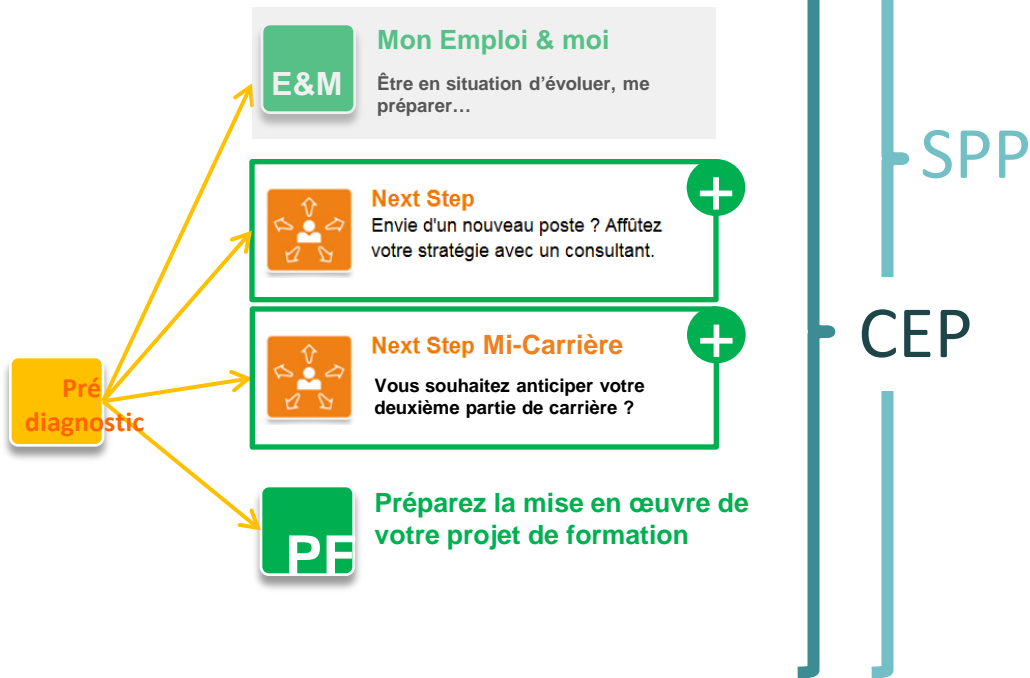 Mon Emploi & moi
E&M
Être en situation d’évoluer, me
préparer…
SPP
+
Next Step
Envie d'un nouveau poste ? Affûtez
votre stratégie avec un consultant.
+
CEP
Next Step Mi-Carrière
Vous souhaitez anticiper votre
deuxième partie de carrière ?
Pré
diagnostic
Préparez la mise en œuvre de
votre projet de formation
PF